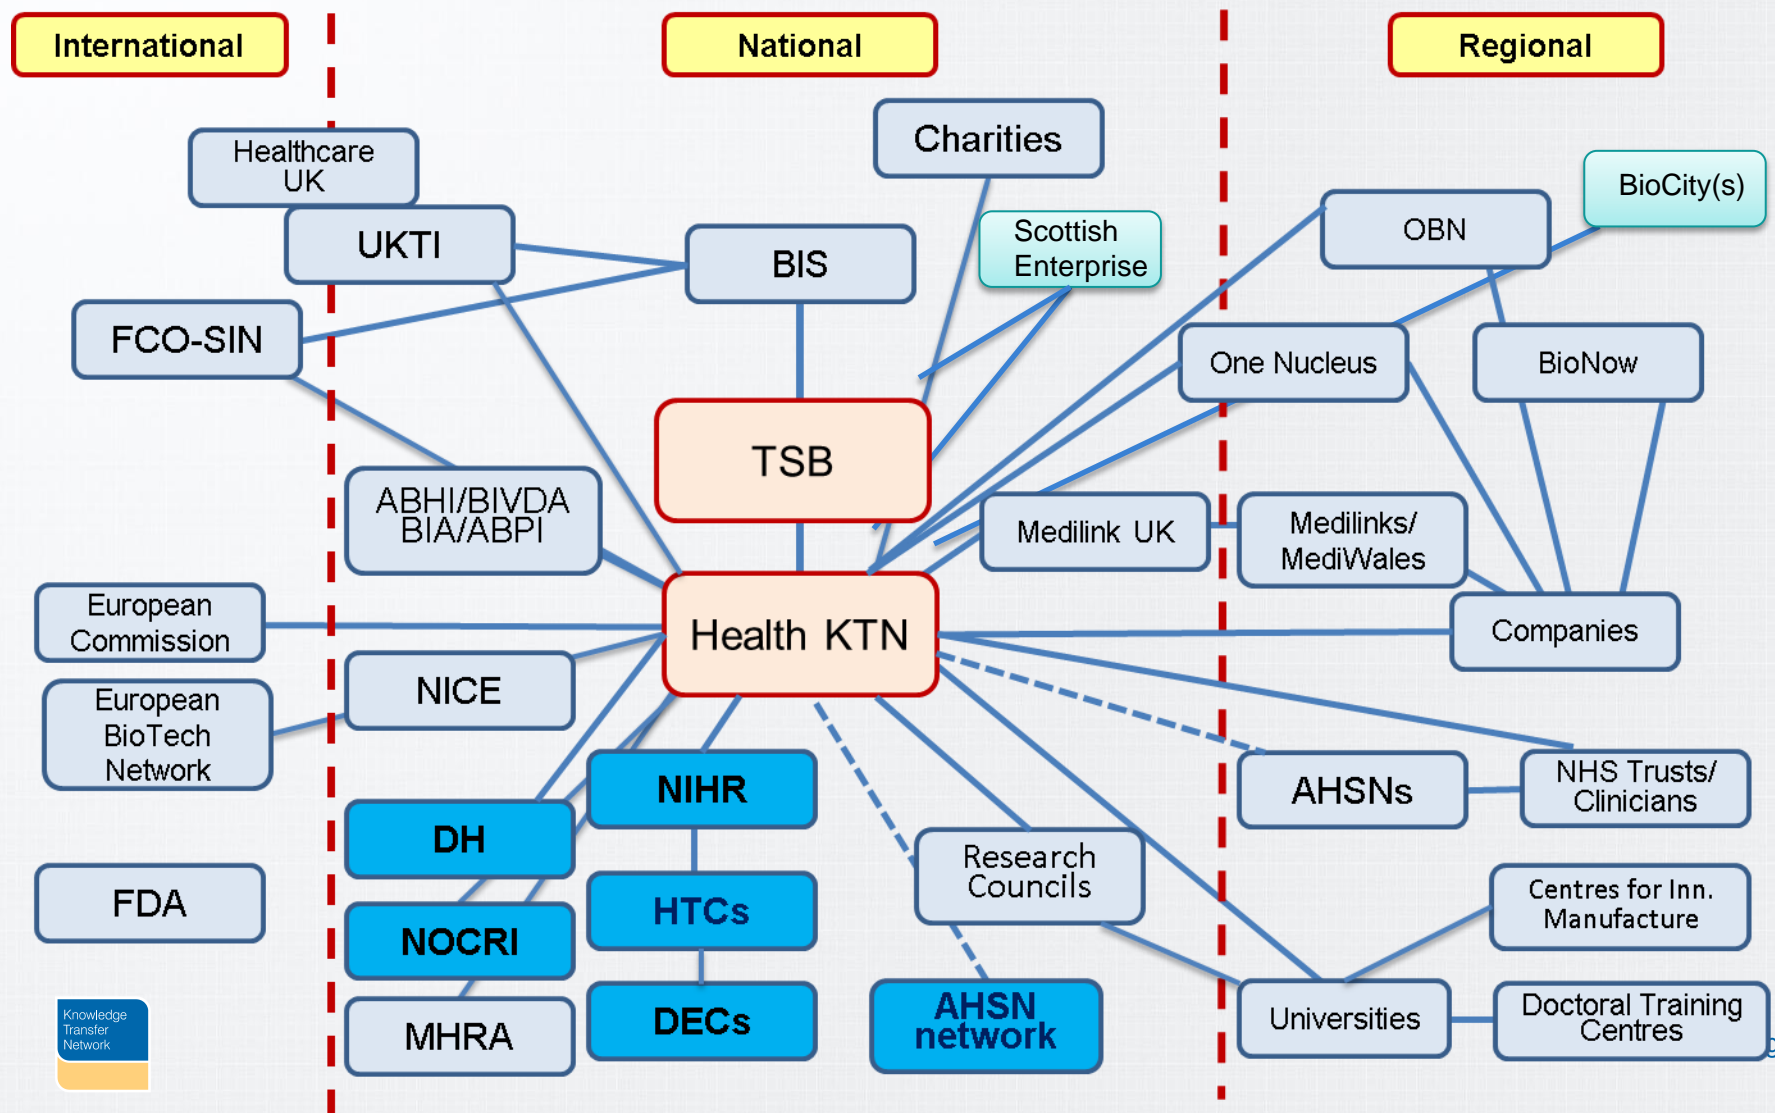 International
National
Regional
Healthcare
UK
UKTI
FCO-SIN
BIS
Charities
Scottish
Enterprise
OBN
BioCity(s)
One Nucleus
BioNow
TSB
ABHI/BIVDA
BIA/ABPI
Medilink UK
Medilinks/
MediWales
European
Commission
Health KTN
Companies
European
BioTech
Network
NICE
NIHR
AHSNs
NHS Trusts/
Clinicians
DH
Research
Councils
FDA
HTCs
NOCRI
Centres for Inn.
Manufacture
Knowledge
Transfer
Network
MHRA
DECs
AHSN
network
Universities
Doctoral Training
Centres